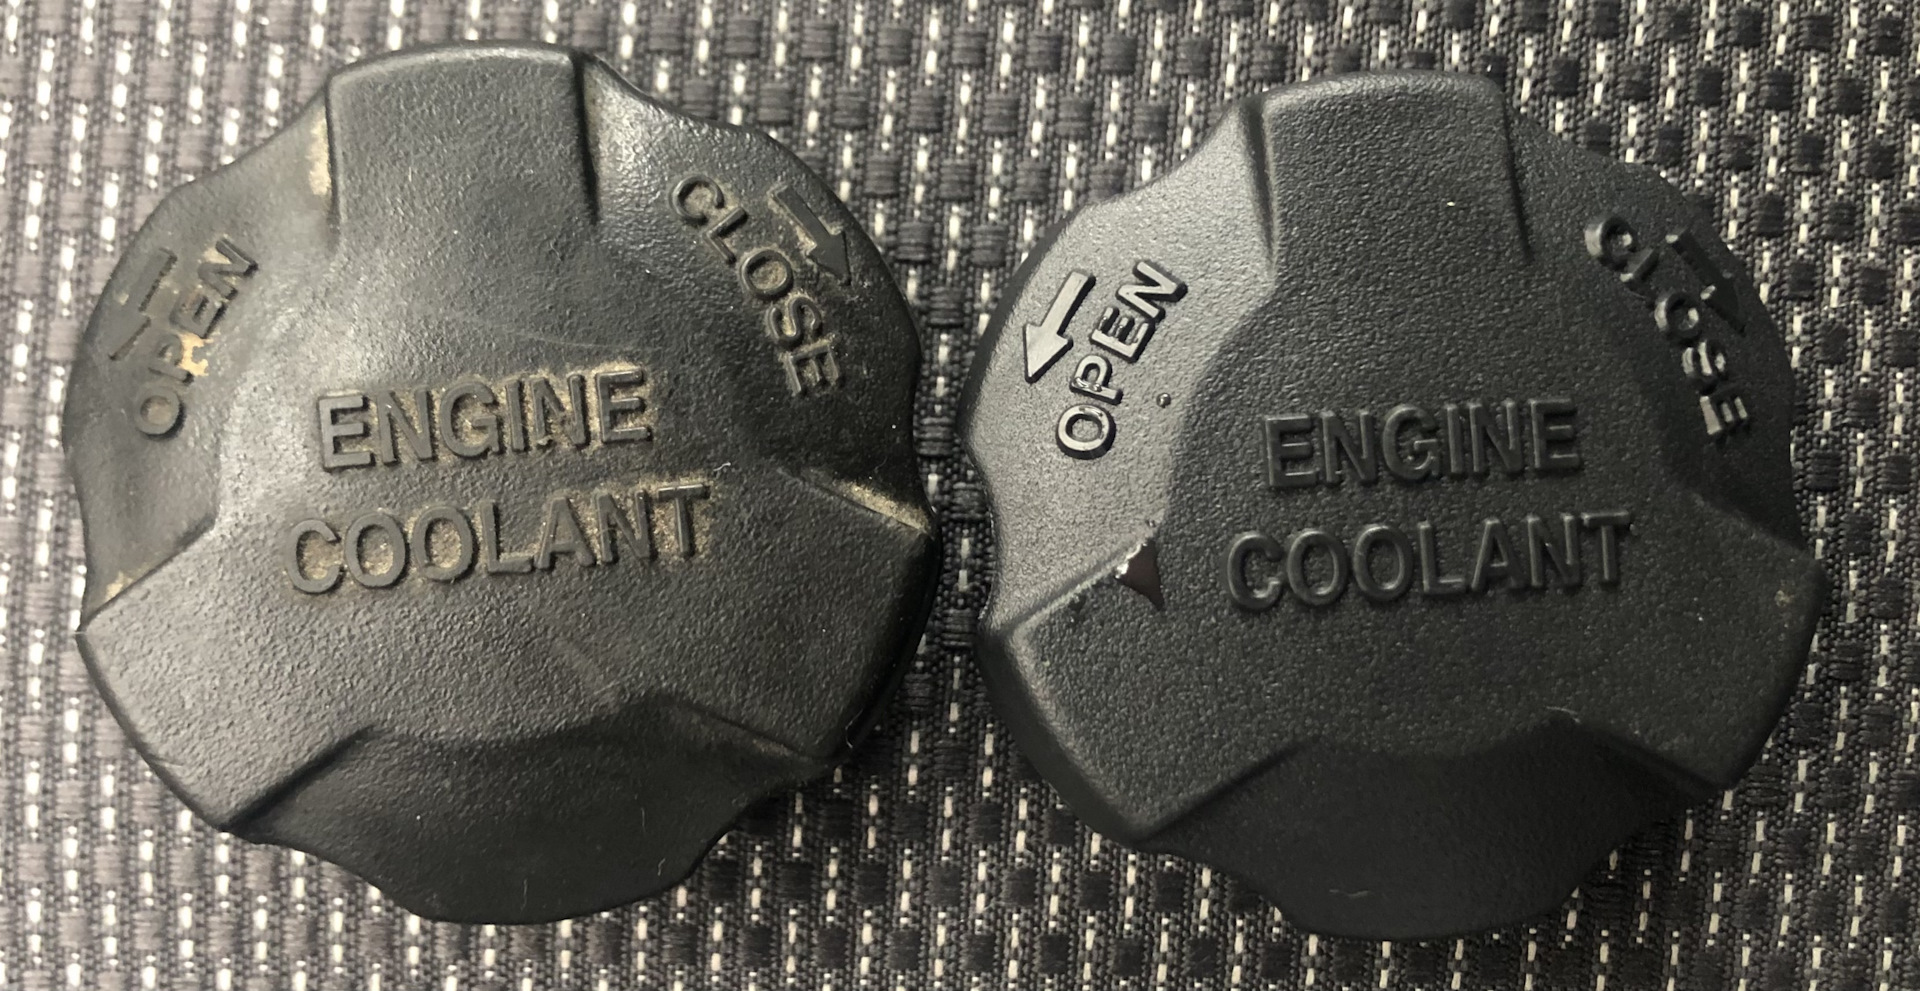 OPEN
CLOSE
ENGINE
COOLANT
OPEN
CLOSE
ENGINE
COOLANT